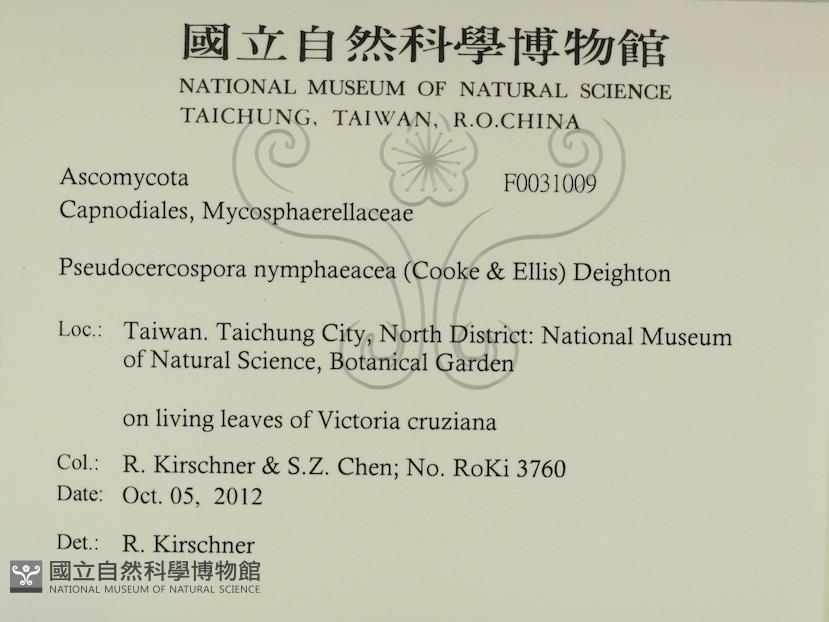 國立自然科學博物館
NATIONAL MUSEUM OF NATURAL SCIENCE
TAICHUNG, TAIWAN, R.O.CHINA
Ascomycota F0031009
Capnodiales, Mycosphaerellaceae
Pseudocercospora nymphaeacea (Cooke & Ellis) Deighton
Loc.: Taiwan. Taichung City, North District: National Museum
of Natural Science, Botanical Garden
on living leaves of Victoria cruziana
Col.: R. Kirschner & S.Z. Chen; No. RoKi 3760
Date: Oct. 05, 2012
Det.: R. Kirschner
國立自然科學博物館
NATIONAL MUSEUM OF NATURAL SCIENCE